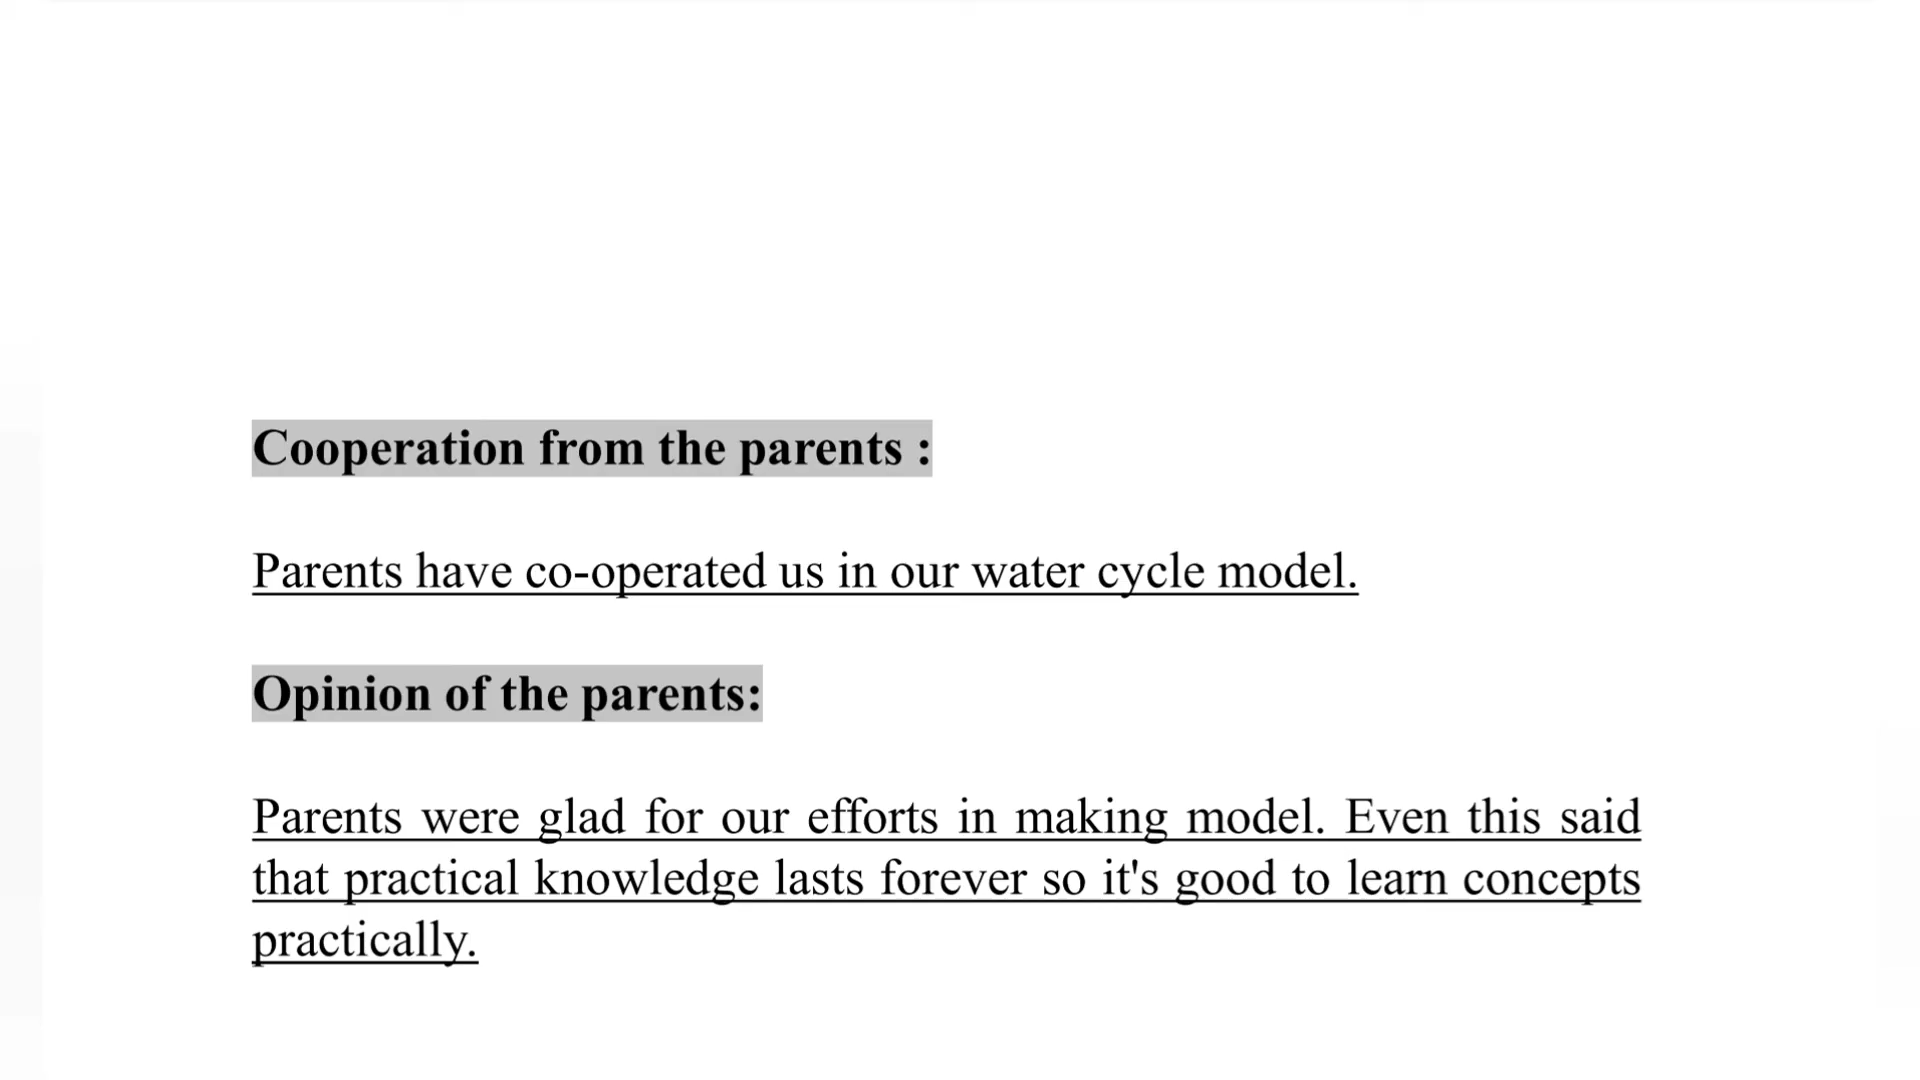 Cooperation from the parents :
Parents have co-operated us in our water cycle model.
Opinion of the parents:
Parents were glad for our efforts in making model. Even this said
that practical knowledge lasts forever so it's good to learn concepts
practically.